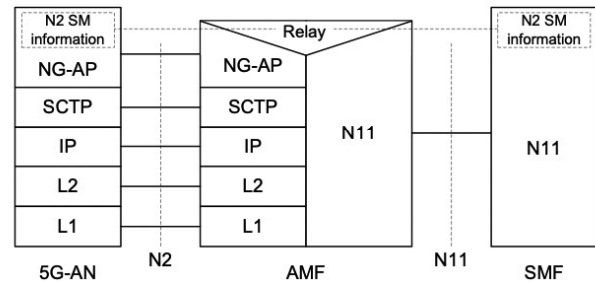 N2 SM
information
NG-AP
SCTP
IP
L2
L1
5G-AN
N2
Relay
NG-AP
SCTP
IP
L2
L1
N11
AMF
N11
N2 SM
information
N11
SMF